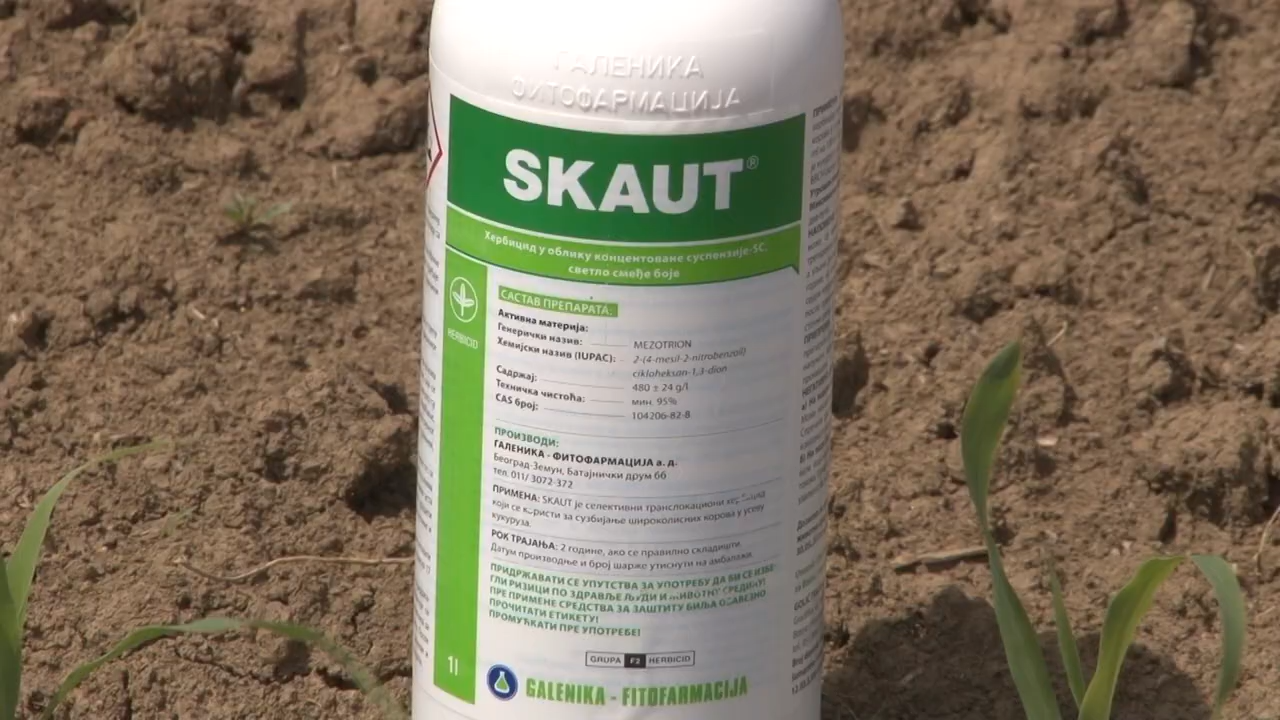 ГАЛЕНИКА
ФИТОФАРМАЦИЈА
SKAUT®
Хербицид у облику концентоване суспензије-SC,
светло смеђе боје
HERBICID
САСТАВ ПРЕПАРАТА:
Активна материја:
Генерички назив: MEZOTRION
Хемијски назив (IUPAC): 2-(4-mesil-2-nitrobenzoil)
cikloheksan-1,3-dion
Садржај: 480 ± 24 g/l
Техничка чистоћа: мин. 95%
CAS број: 104206-82-8
ПРОИЗВОДИ:
ГАЛЕНИКА - ФИТОФАРМАЦИЈА а. д.
Београд-Земун, Батајнички друм бб
тел. 011/ 3072-372
ПРИМЕНА: SKAUT је селективни транслокациони хербицид
који се користи за сузбијање широколисних корова у усеву
кукуруза.
РОК ТРАЈАЊА: 2 године, ако се правилно складишти.
Датум производње и број шарже утиснути на амбалажи.
ПРИДРЖАВАТИ СЕ УПУТСТВА ЗА УПОТРЕБУ ДА БИ СЕ ИЗБЕ-
ГЛИ РИЗИЦИ ПО ЗДРАВЉЕ ЉУДИ И ЖИВОТНУ СРЕДИНУ!
ПРЕ ПРИМЕНЕ СРЕДСТВА ЗА ЗАШТИТУ БИЉА ОБАВЕЗНО
ПРОЧИТАТИ ЕТИКЕТУ!
ПРОМУЋКАТИ ПРЕ УПОТРЕБЕ!
GRUPA F2 HERBICID
1l
GALENIKA - FITOFARMACIJA